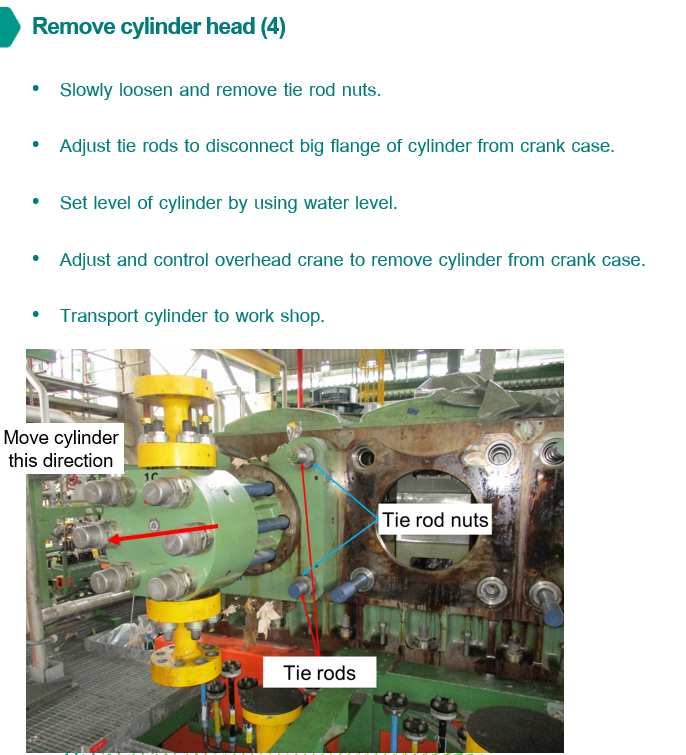 Remove cylinder head (4)
• Slowly loosen and remove tie rod nuts.
• Adjust tie rods to disconnect big flange of cylinder from crank case.
• Set level of cylinder by using water level.
• Adjust and control overhead crane to remove cylinder from crank case.
• Transport cylinder to work shop.
Move cylinder
this direction
Tie rod nuts
Tie rods